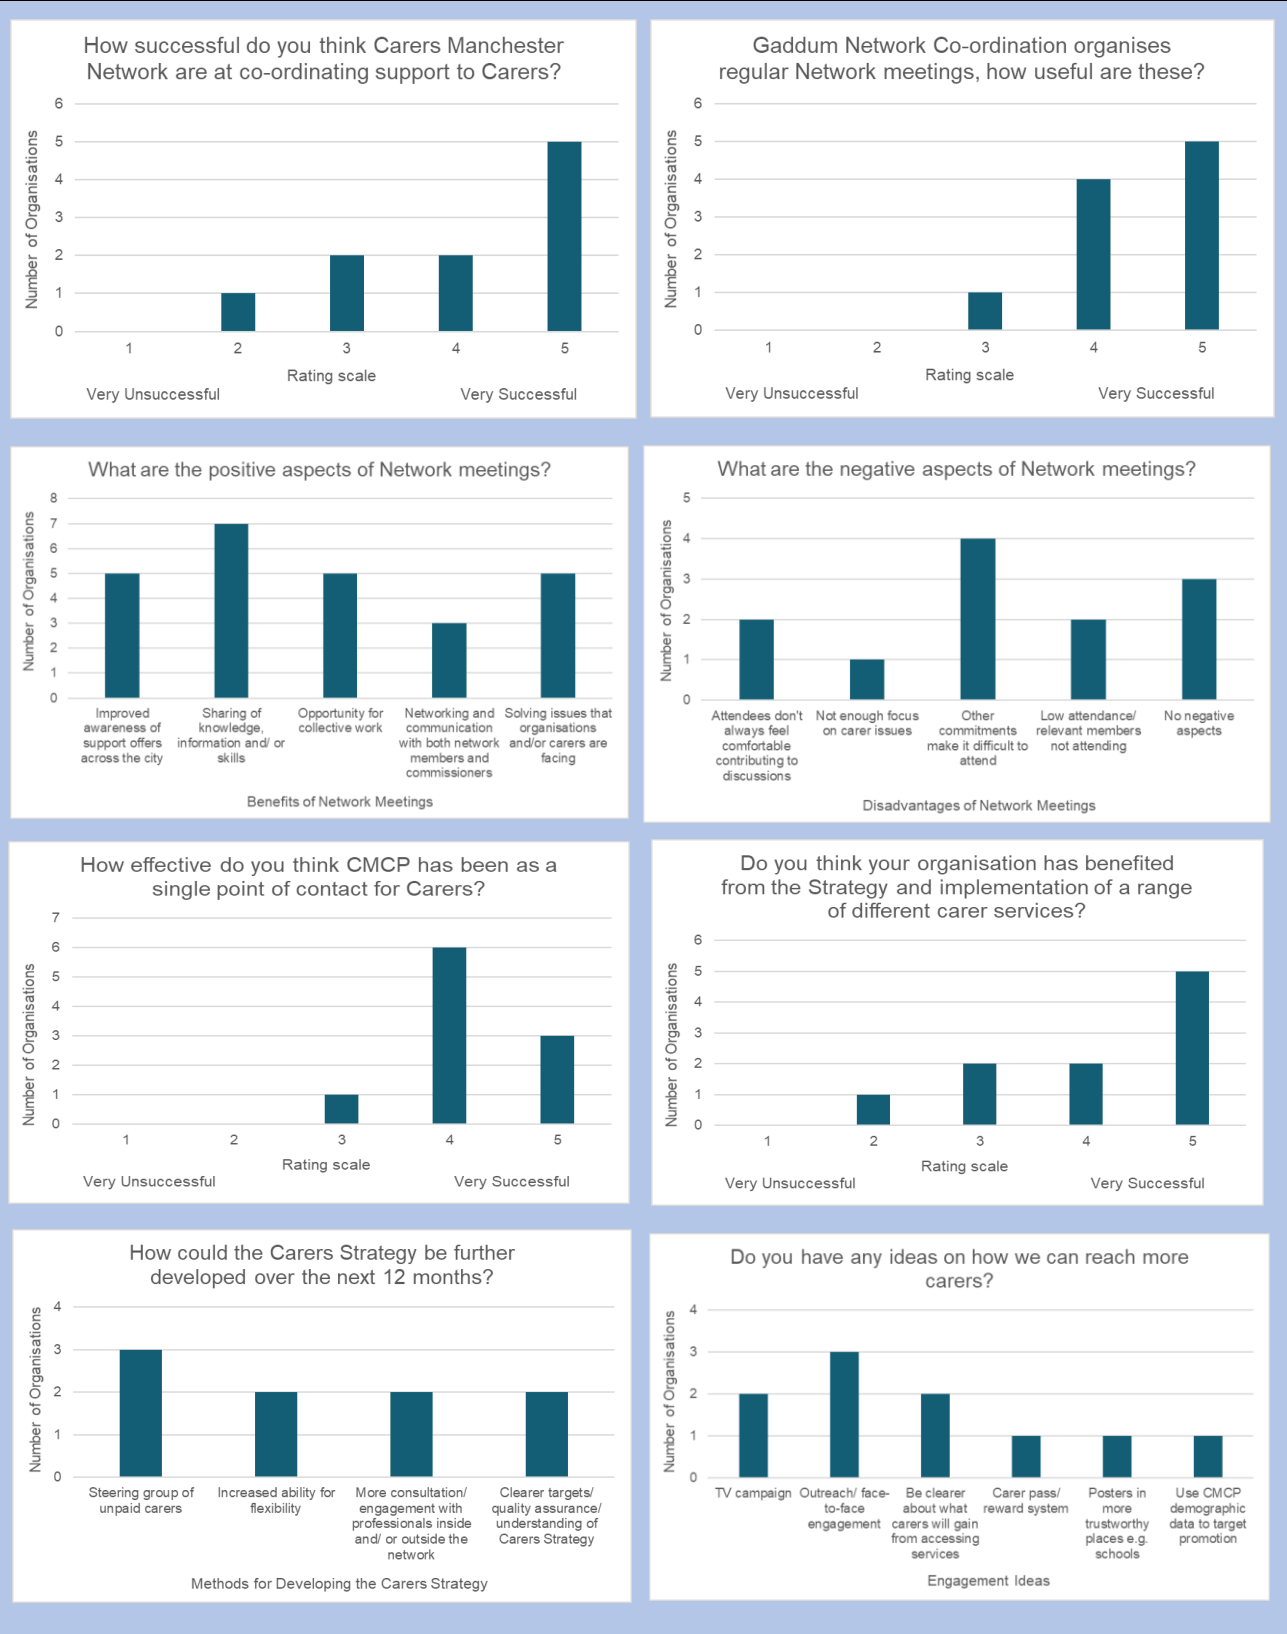 How successful do you think Carers Manchester
Network are at co-ordinating support to Carers?
6
5
4
3
2
1
0
Number of Organisations
1 2 3 4 5
Rating scale
Very Unsuccessful Very Successful
Gaddum Network Co-ordination organises
regular Network meetings, how useful are these?
6
5
4
3
2
1
0
Number of Organisations
1 2 3 4 5
Rating scale
Very Unsuccessful Very Successful
What are the positive aspects of Network meetings?
8
7
6
5
4
3
2
1
0
Number of Organisations
Improved
awareness of
support offers
across the city
Sharing of
knowledge,
information and/ or
skills
Opportunity for
collective work
Networking and
communication
with both network
members and
commissioners
Solving issues that
organisations
and/or carers are
facing
Benefits of Network Meetings
What are the negative aspects of Network meetings?
5
4
3
2
1
0
Number of Organisations
Attendees don't
always feel
comfortable
contributing to
discussions
Not enough focus
on carer issues
Other
commitments
make it difficult to
attend
Low attendance/
relevant members
not attending
No negative
aspects
Disadvantages of Network Meetings
How effective do you think CMCP has been as a
single point of contact for Carers?
7
6
5
4
3
2
1
0
Number of Organisations
1 2 3 4 5
Rating scale
Very Unsuccessful Very Successful
Do you think your organisation has benefited
from the Strategy and implementation of a range
of different carer services?
6
5
4
3
2
1
0
Number of Organisations
1 2 3 4 5
Rating scale
Very Unsuccessful Very Successful
How could the Carers Strategy be further
developed over the next 12 months?
4
3
2
1
0
Number of Organisations
Steering group of
unpaid carers
Increased ability for
flexibility
More consultation/
engagement with
professionals inside
and/ or outside the
network
Clearer targets/
quality assurance/
understanding of
Carers Strategy
Methods for Developing the Carers Strategy
Do you have any ideas on how we can reach more
carers?
4
3
2
1
0
Number of Organisations
TV campaign
Outreach/ face-
to-face
engagement
Be clearer
about what
carers will gain
from accessing
services
Carer pass/
reward system
Posters in
more
trustworthy
places e.g.
schools
Use CMCP
demographic
data to target
promotion
Engagement Ideas